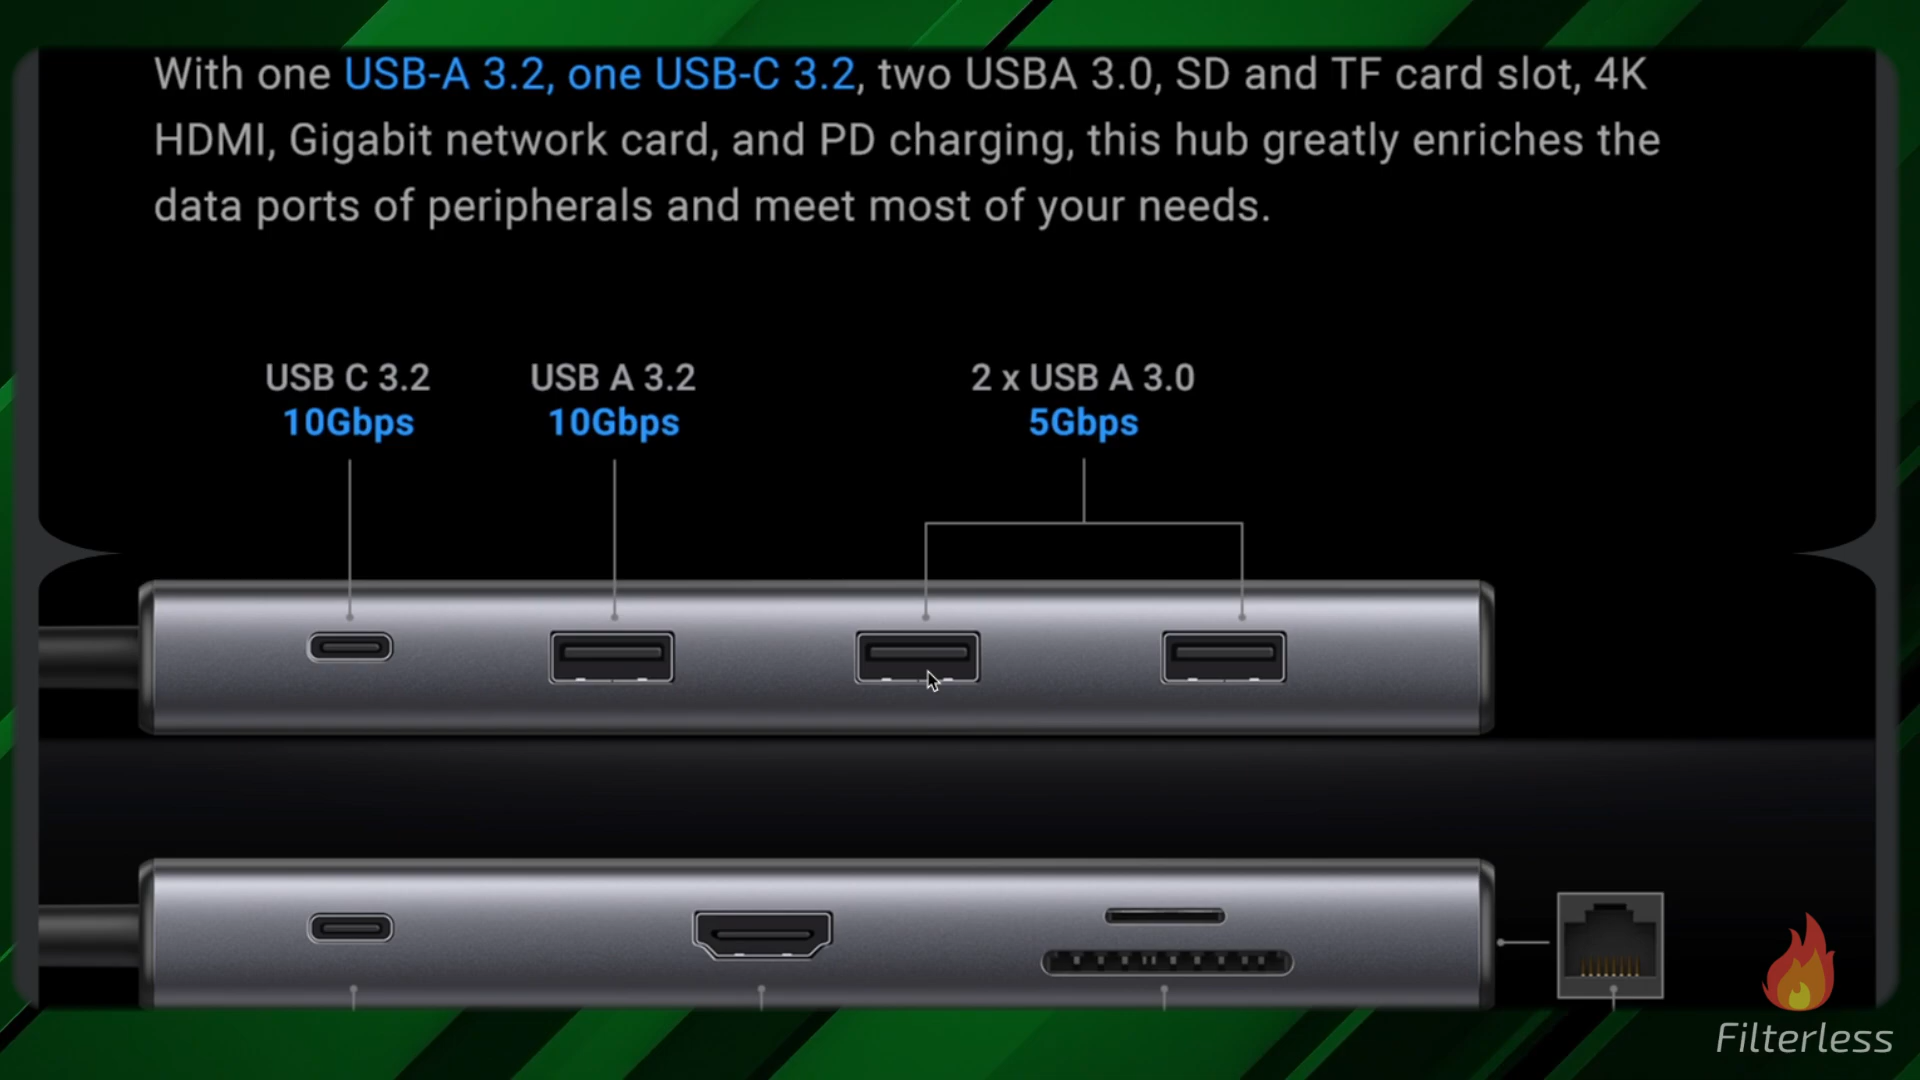 With one USB-A 3.2, one USB-C 3.2, two USBA 3.0, SD and TF card slot, 4K
HDMI, Gigabit network card, and PD charging, this hub greatly enriches the
data ports of peripherals and meet most of your needs.
USB C 3.2
10Gbps
USB A 3.2
10Gbps
2 x USB A 3.0
5Gbps
Filterless